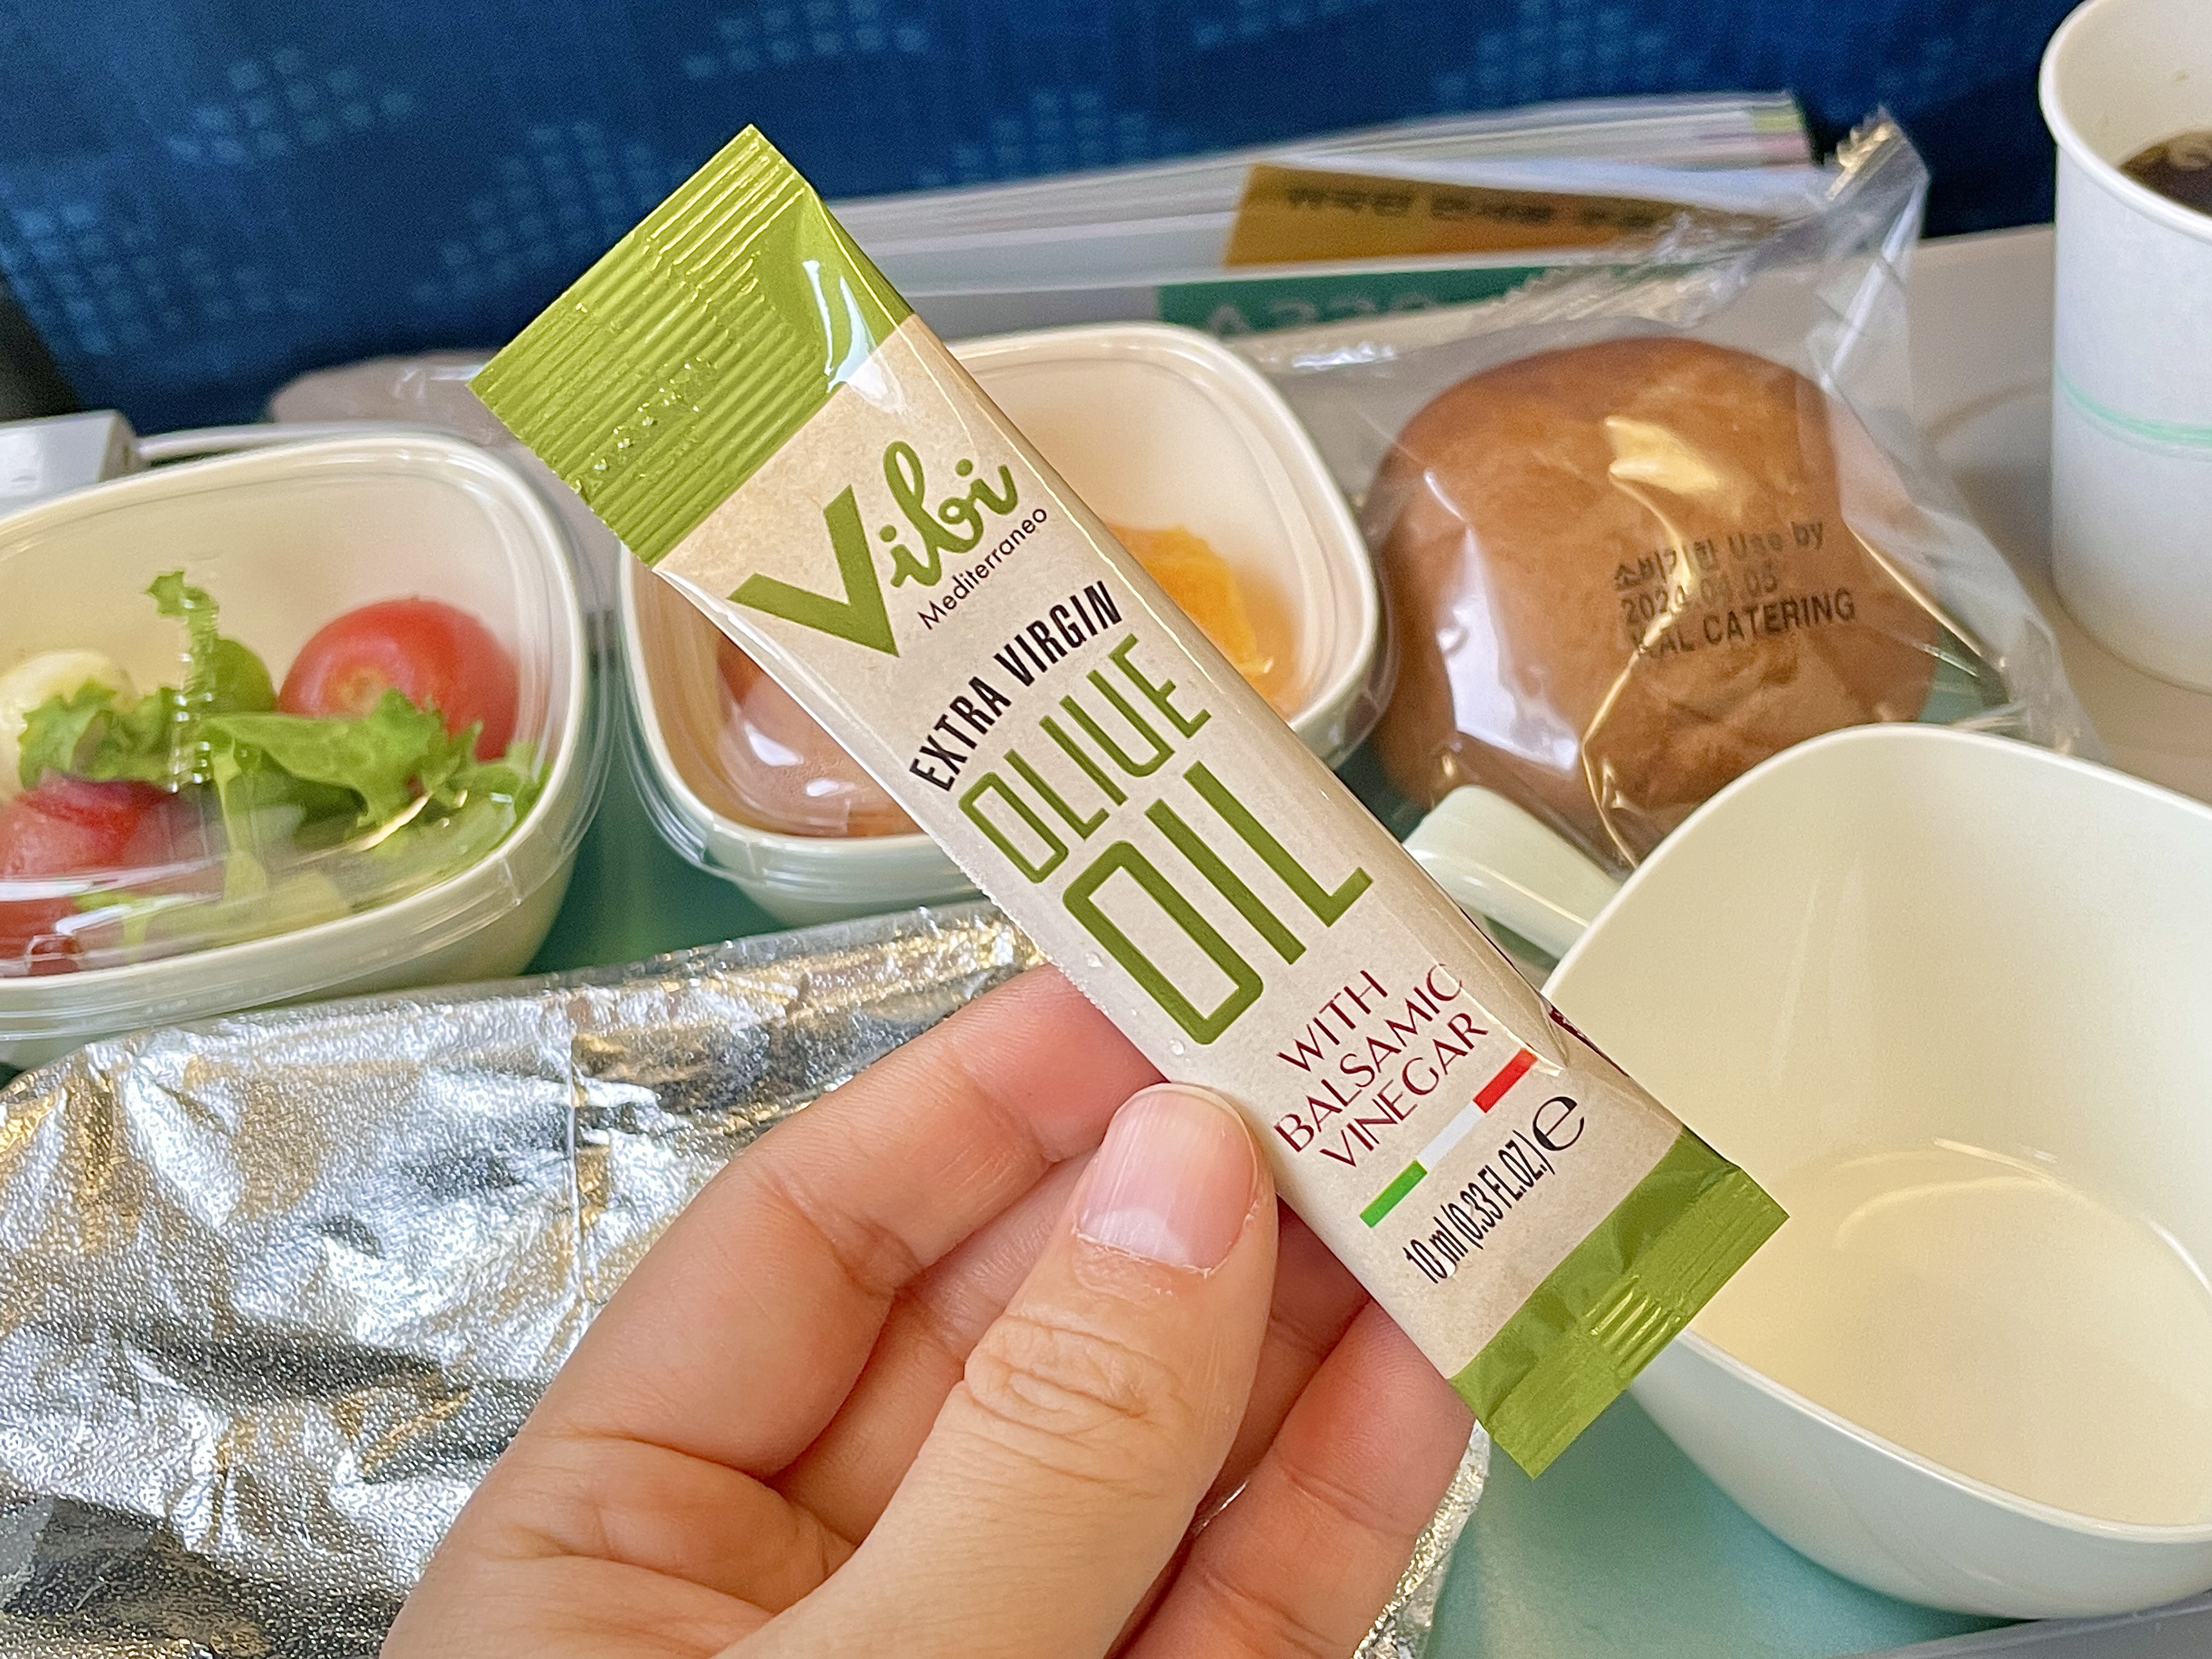 Vibi
Mediterraneo
EXTRA VIRGIN
OLIVE
OIL
WITH
BALSAMIC
VINEGAR
10 ml (0.33 FL.OZ.) e
소비기한 Use by
KAL CATERING
A330